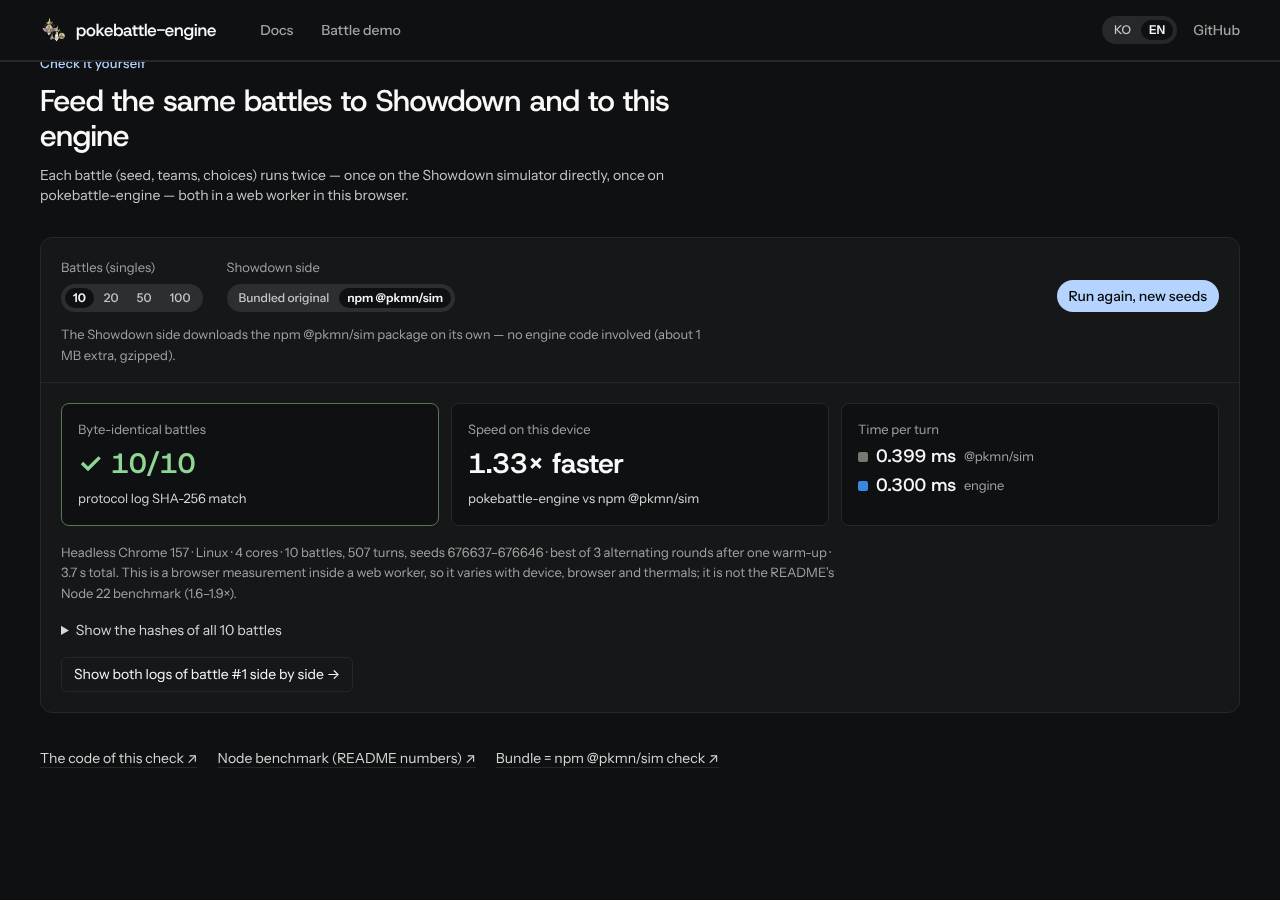 pokebattle-engine
Docs
Battle demo
KO
EN
GitHub
Check it yourself
Feed the same battles to Showdown and to this
engine
Each battle (seed, teams, choices) runs twice — once on the Showdown simulator directly, once on
pokebattle-engine — both in a web worker in this browser.
Battles (singles)
Showdown side
10 20 50 100
Bundled original npm @pkmn/sim
Run again, new seeds
The Showdown side downloads the npm @pkmn/sim package on its own — no engine code involved (about 1
MB extra, gzipped).
Byte-identical battles
✓ 10/10
protocol log SHA-256 match
Speed on this device
1.33× faster
pokebattle-engine vs npm @pkmn/sim
Time per turn
0.399 ms @pkmn/sim
0.300 ms engine
Headless Chrome 157 · Linux · 4 cores · 10 battles, 507 turns, seeds 676637–676646 · best of 3 alternating rounds after one warm-up ·
3.7 s total. This is a browser measurement inside a web worker, so it varies with device, browser and thermals; it is not the README's
Node 22 benchmark (1.6–1.9×).
▶ Show the hashes of all 10 battles
Show both logs of battle #1 side by side →
The code of this check ↗
Node benchmark (README numbers) ↗
Bundle = npm @pkmn/sim check ↗